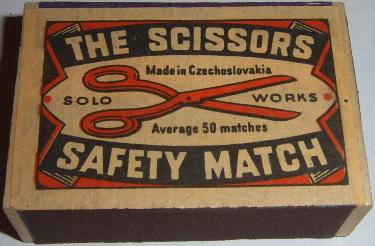 THE SCISSORS
Made in Czechoslovakia
SOLO WORKS
Average 50 matches
SAFETY MATCH